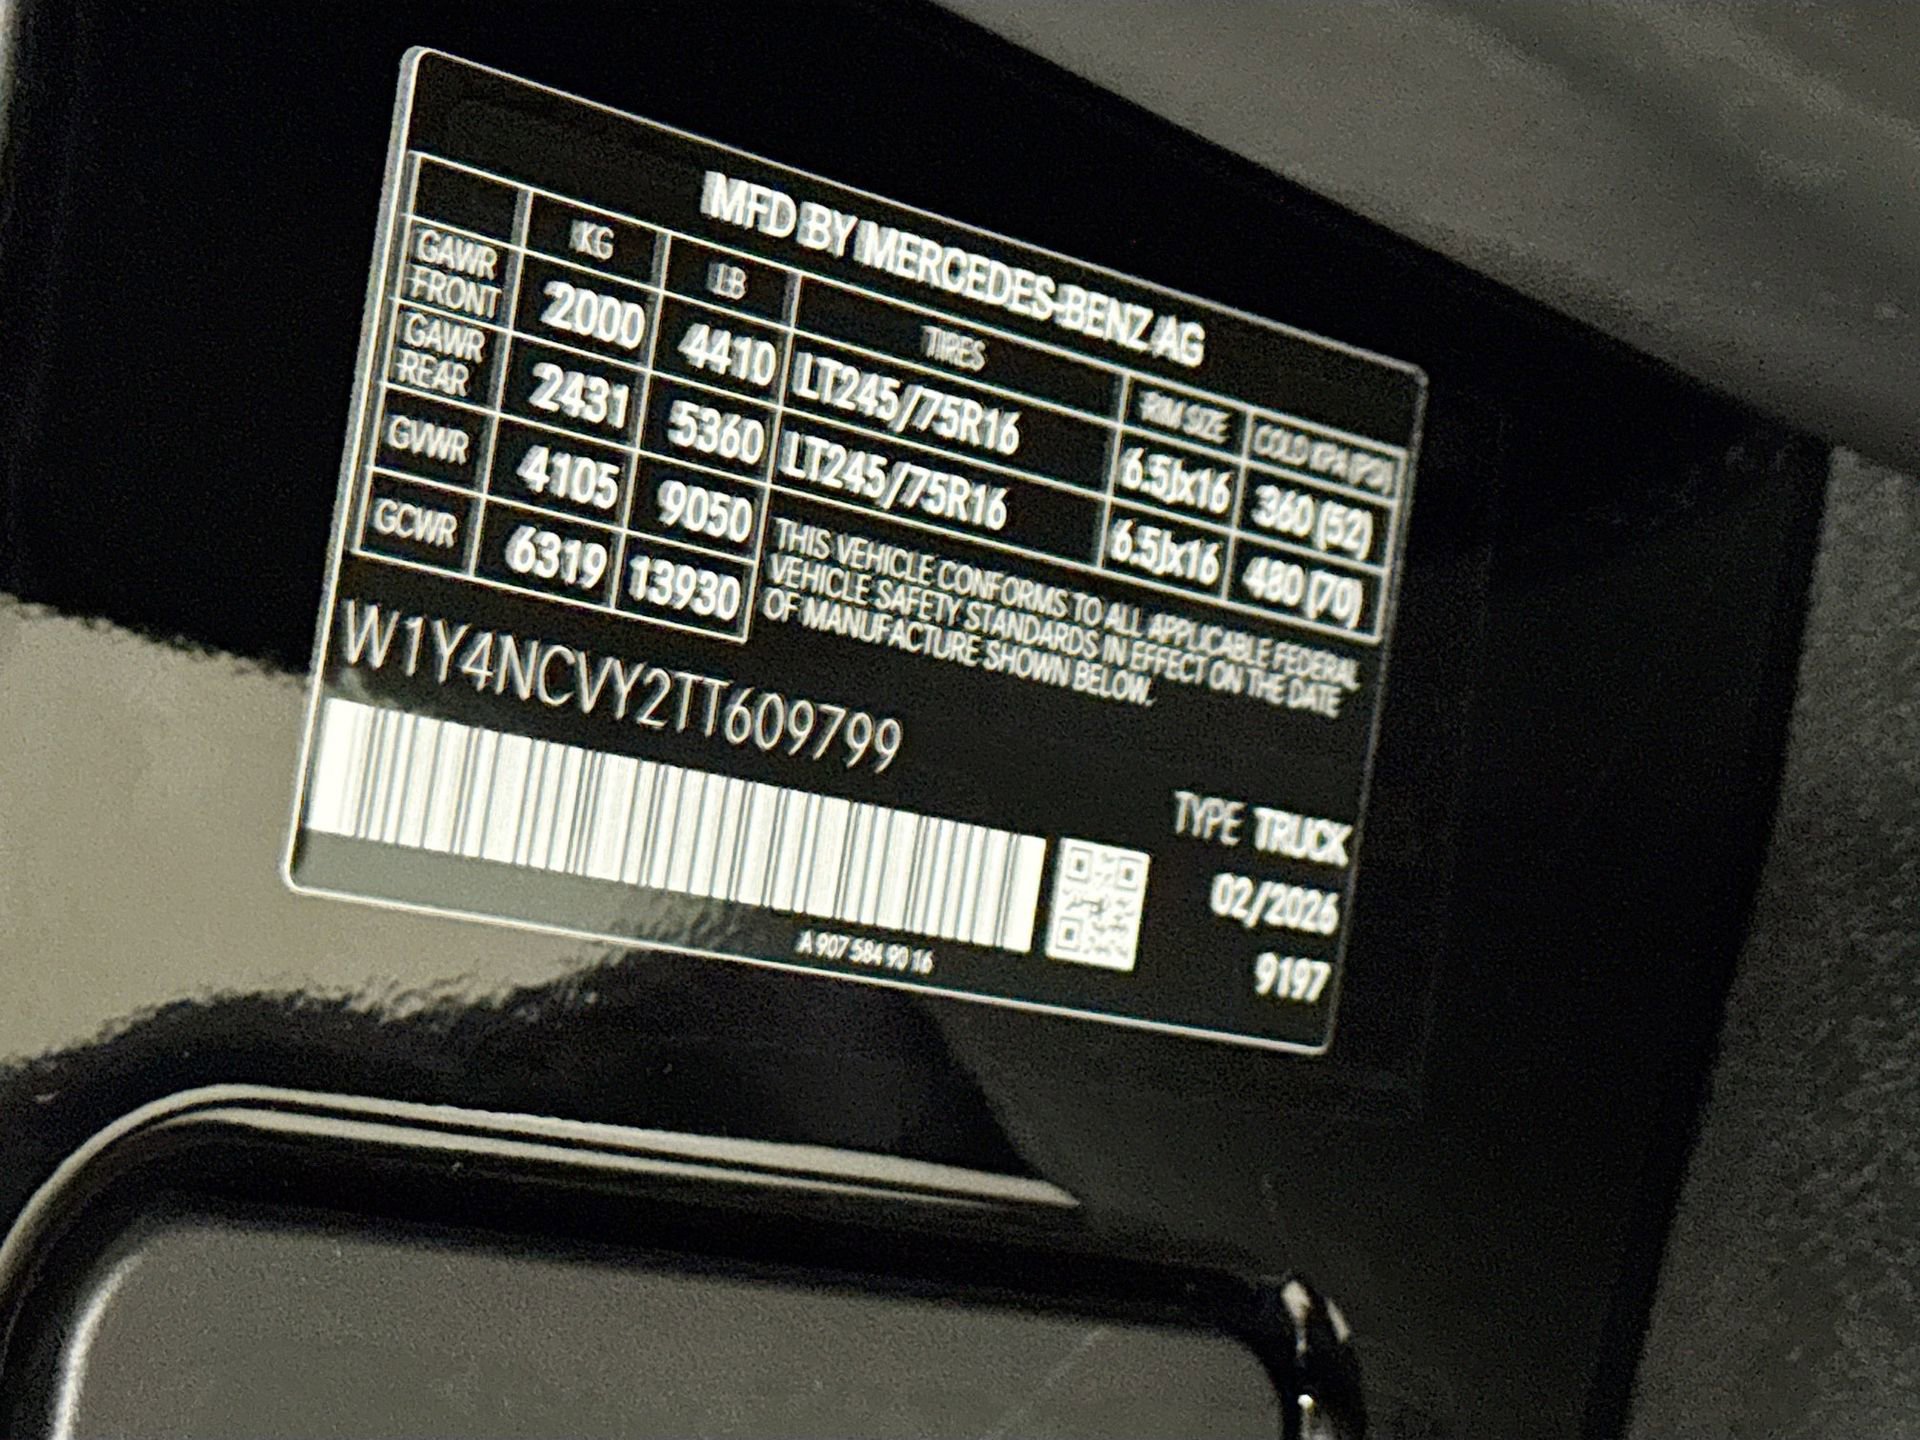 MFD BY MERCEDES-BENZ AG
KG LB TIRES RIM SIZE COLD KPA (PSI)
GAWR FRONT 2000 4410 LT245/75R16 6.5Jx16 360 (52)
GAWR REAR 2431 5360 LT245/75R16 6.5Jx16 480 (70)
GVWR 4105 9050
GCWR 6319 13930
THIS VEHICLE CONFORMS TO ALL APPLICABLE FEDERAL
VEHICLE SAFETY STANDARDS IN EFFECT ON THE DATE
OF MANUFACTURE SHOWN BELOW.
W1Y4NCVY2TT609799
TYPE TRUCK
02/2026
9197
A 907 584 90 16